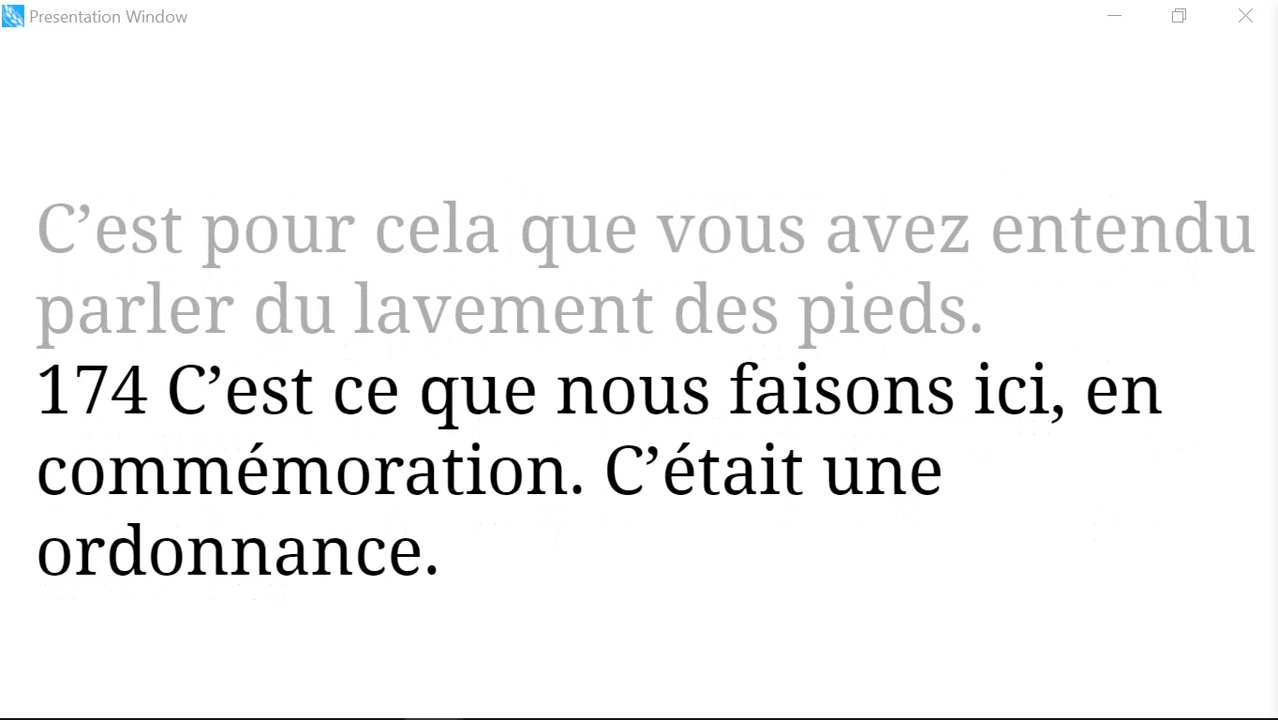 Presentation Window
C’est pour cela que vous avez entendu
parler du lavement des pieds.
174 C’est ce que nous faisons ici, en
commémoration. C’était une
ordonnance.